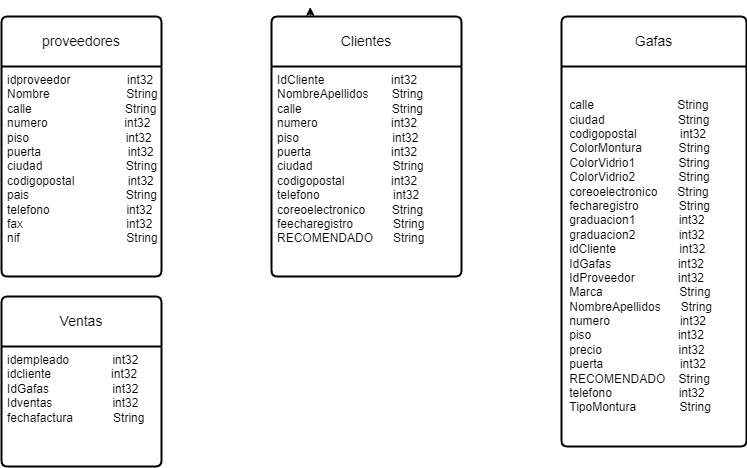 proveedores
idproveedor int32
Nombre String
calle String
numero int32
piso int32
puerta int32
ciudad String
codigopostal int32
pais String
telefono int32
fax int32
nif String
Clientes
IdCliente int32
NombreApellidos String
calle String
numero int32
piso int32
puerta int32
ciudad String
codigopostal int32
telefono int32
coreoelectronico String
feecharegistro String
RECOMENDADO String
Gafas
calle String
ciudad String
codigopostal int32
ColorMontura String
ColorVidrio1 String
ColorVidrio2 String
coreoelectronico String
fecharegistro String
graduacion1 int32
graduacion2 int32
idCliente int32
IdGafas int32
IdProveedor int32
Marca String
NombreApellidos String
numero int32
piso int32
precio int32
puerta int32
RECOMENDADO String
telefono int32
TipoMontura String
Ventas
idempleado int32
idcliente int32
IdGafas int32
Idventas int32
fechafactura String